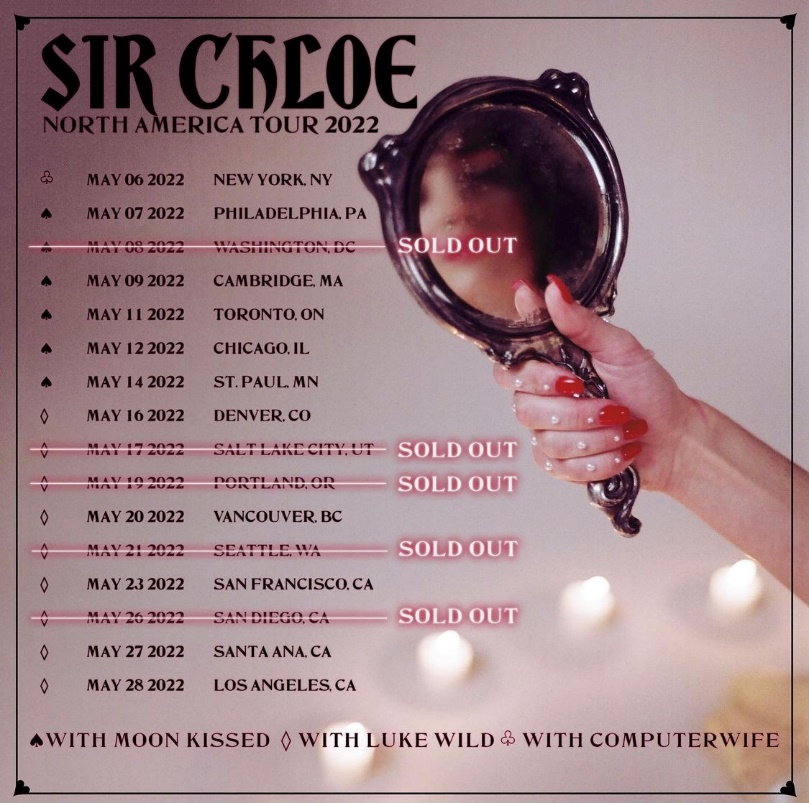 SIR CHLOE
NORTH AMERICA TOUR 2022
♧ MAY 06 2022 NEW YORK, NY
♠ MAY 07 2022 PHILADELPHIA, PA
♠ MAY 08 2022 WASHINGTON, DC SOLD OUT
♠ MAY 09 2022 CAMBRIDGE, MA
♠ MAY 11 2022 TORONTO, ON
♠ MAY 12 2022 CHICAGO, IL
♠ MAY 14 2022 ST. PAUL, MN
◊ MAY 16 2022 DENVER, CO
◊ MAY 17 2022 SALT LAKE CITY, UT SOLD OUT
◊ MAY 19 2022 PORTLAND, OR SOLD OUT
◊ MAY 20 2022 VANCOUVER, BC
◊ MAY 21 2022 SEATTLE, WA SOLD OUT
◊ MAY 23 2022 SAN FRANCISCO, CA
◊ MAY 26 2022 SAN DIEGO, CA SOLD OUT
◊ MAY 27 2022 SANTA ANA, CA
◊ MAY 28 2022 LOS ANGELES, CA
♠WITH MOON KISSED ◊ WITH LUKE WILD ♧ WITH COMPUTERWIFE